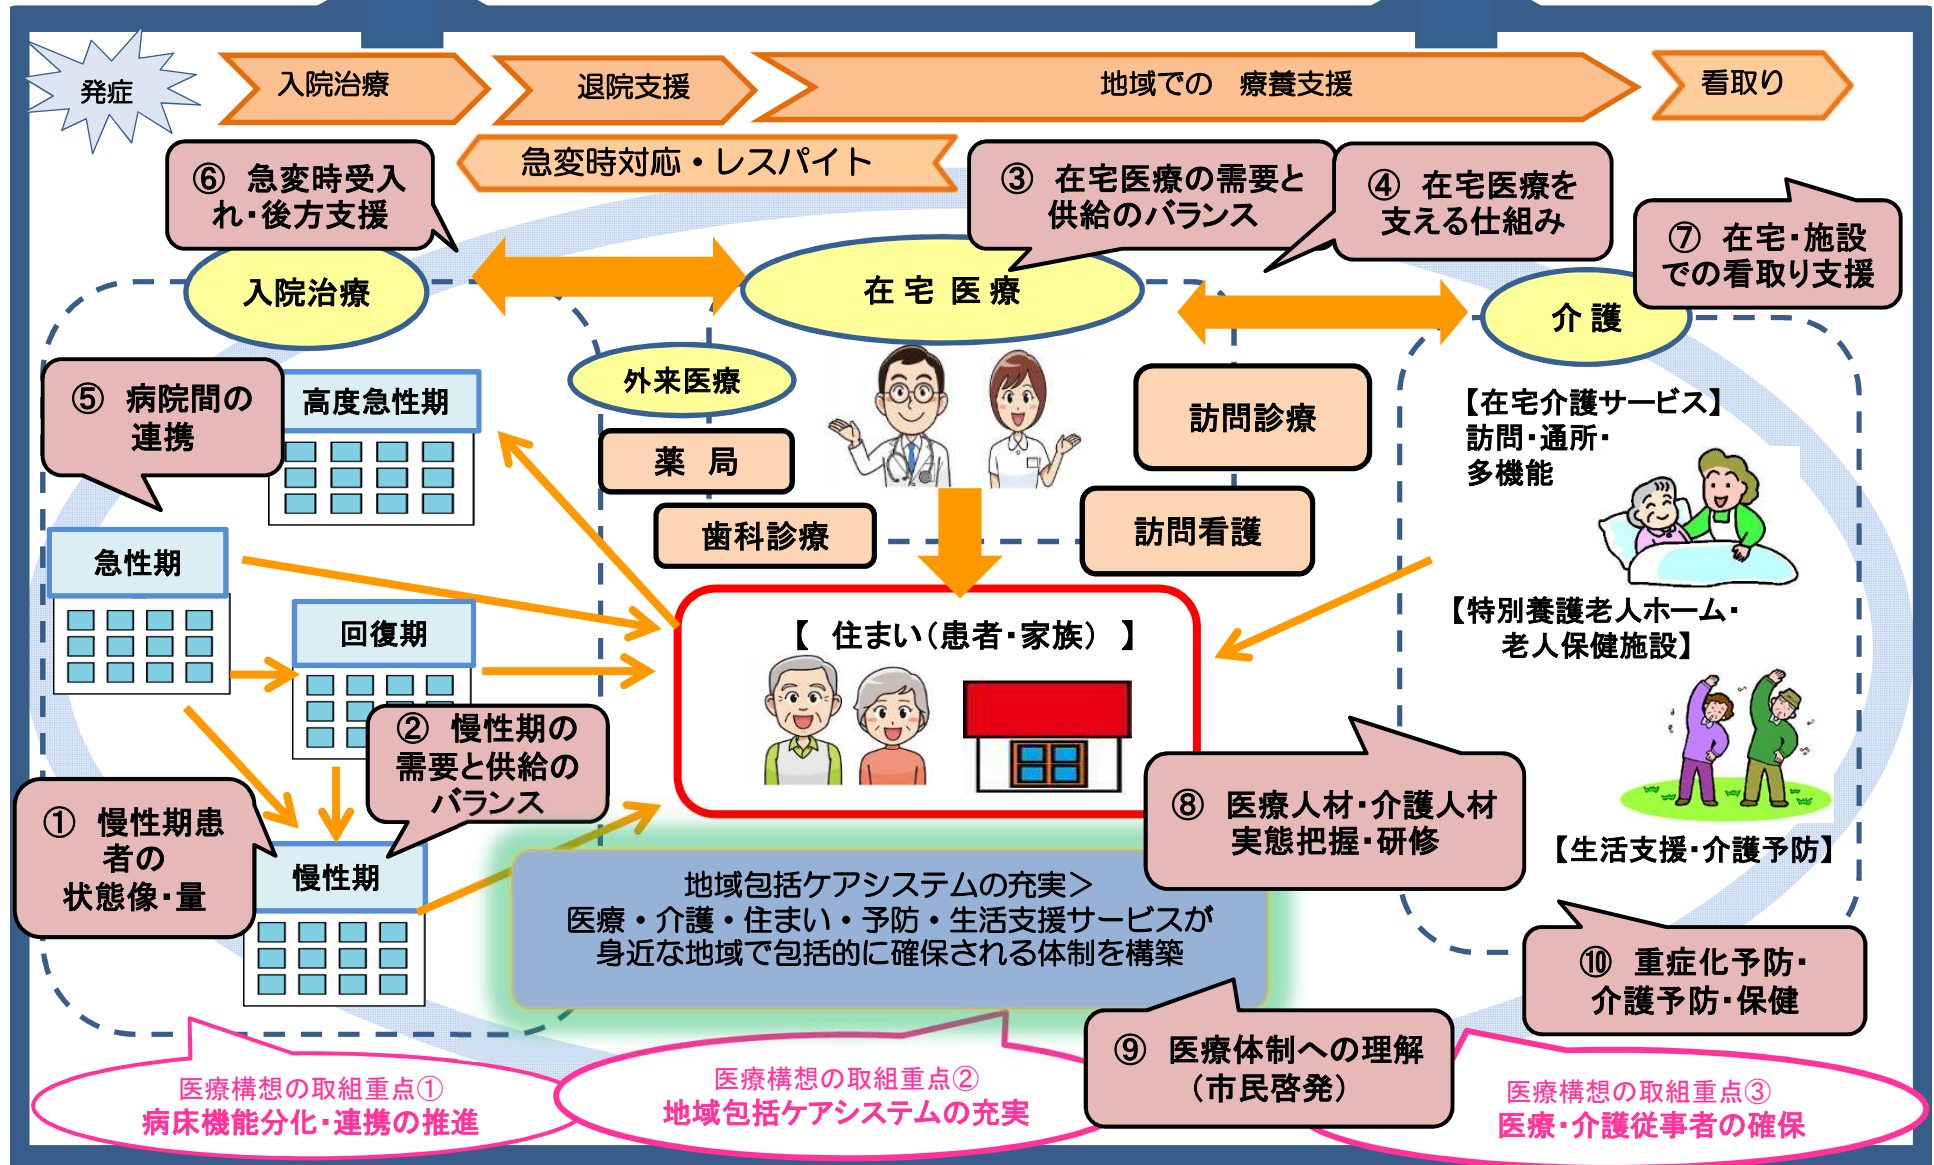 発症
入院治療
退院支援
地域での　療養支援
看取り
急変時対応・レスパイト
⑥　急変時受入
れ・後方支援
③　在宅医療の需要と
供給のバランス
④　在宅医療を
支える仕組み
⑦　在宅・施設
での看取り支援
入院治療
在 宅 医 療
介 護
外来医療
⑤　病院間の
連携
高度急性期
薬　局
歯科診療
訪問診療
訪問看護
【在宅介護サービス】
訪問・通所・
多機能
急性期
回復期
【　住まい（患者・家族）　】
【特別養護老人ホーム・
老人保健施設】
②　慢性期の
需要と供給の
バランス
①　慢性期患
者の
状態像・量
慢性期
⑧　医療人材・介護人材
実態把握・研修
【生活支援・介護予防】
地域包括ケアシステムの充実＞
医療・介護・住まい・予防・生活支援サービスが
身近な地域で包括的に確保される体制を構築
⑩　重症化予防・
介護予防・保健
⑨　医療体制への理解
（市民啓発）
医療構想の取組重点①
病床機能分化・連携の推進
医療構想の取組重点②
地域包括ケアシステムの充実
医療構想の取組重点③
医療・介護従事者の確保